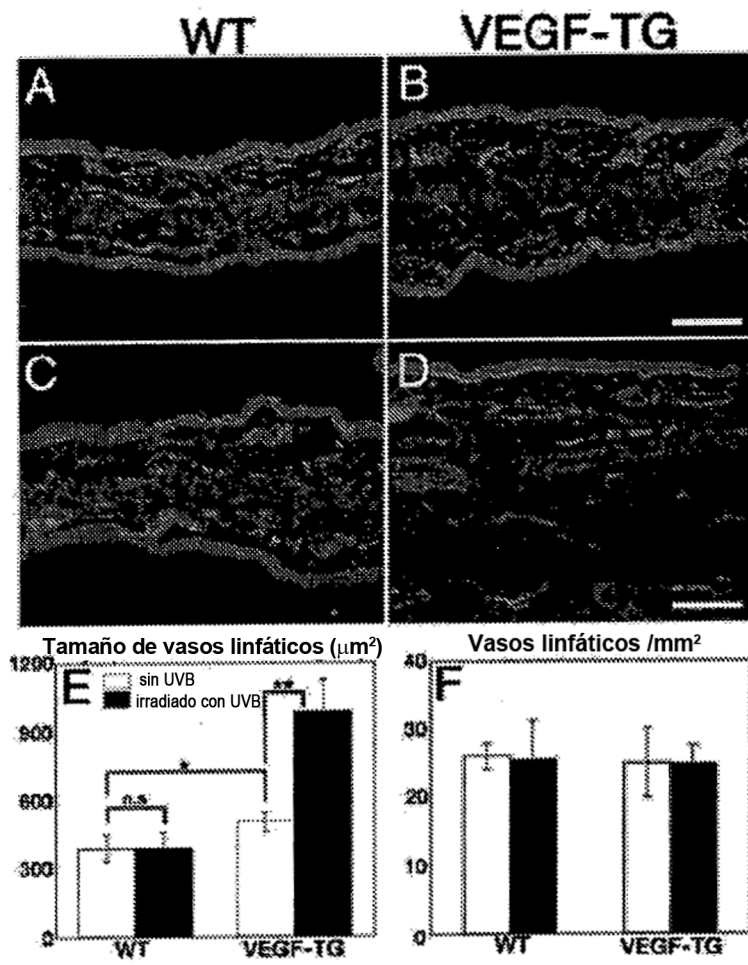 WT VEGF-TG
A B
C D
Tamaño de vasos linfáticos (μm²)
1200
900
600
300
0
E
sin UVB
irradiado con UVB
**
*
n.s
WT VEGF-TG
Vasos linfáticos /mm²
40
30
20
10
0
F
WT VEGF-TG